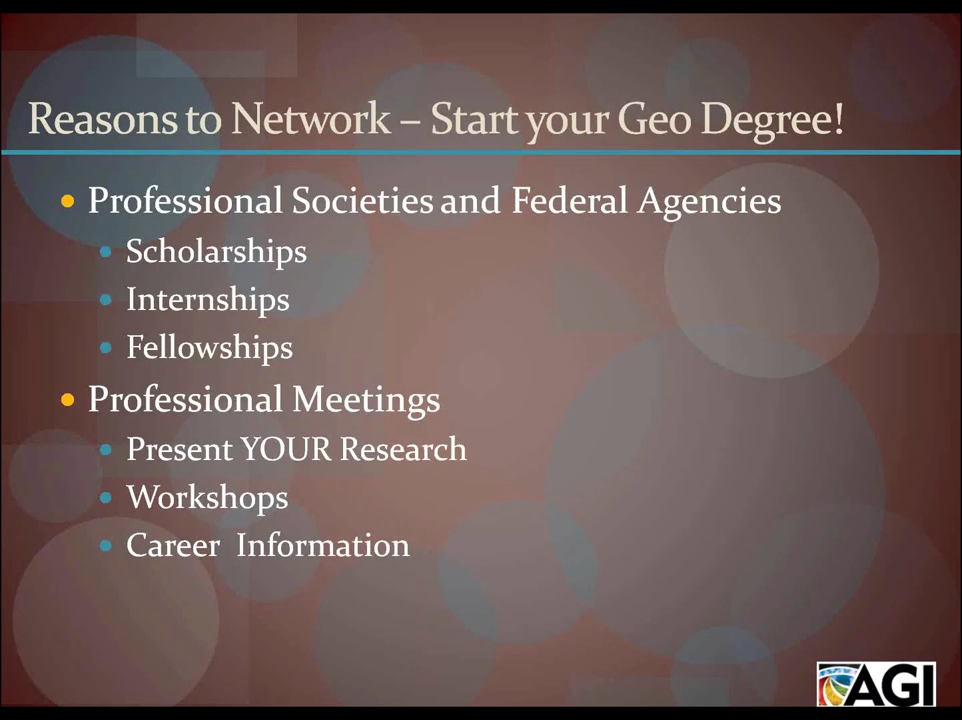 Reasons to Network – Start your Geo Degree!
Professional Societies and Federal Agencies
Scholarships
Internships
Fellowships
Professional Meetings
Present YOUR Research
Workshops
Career Information
AGI